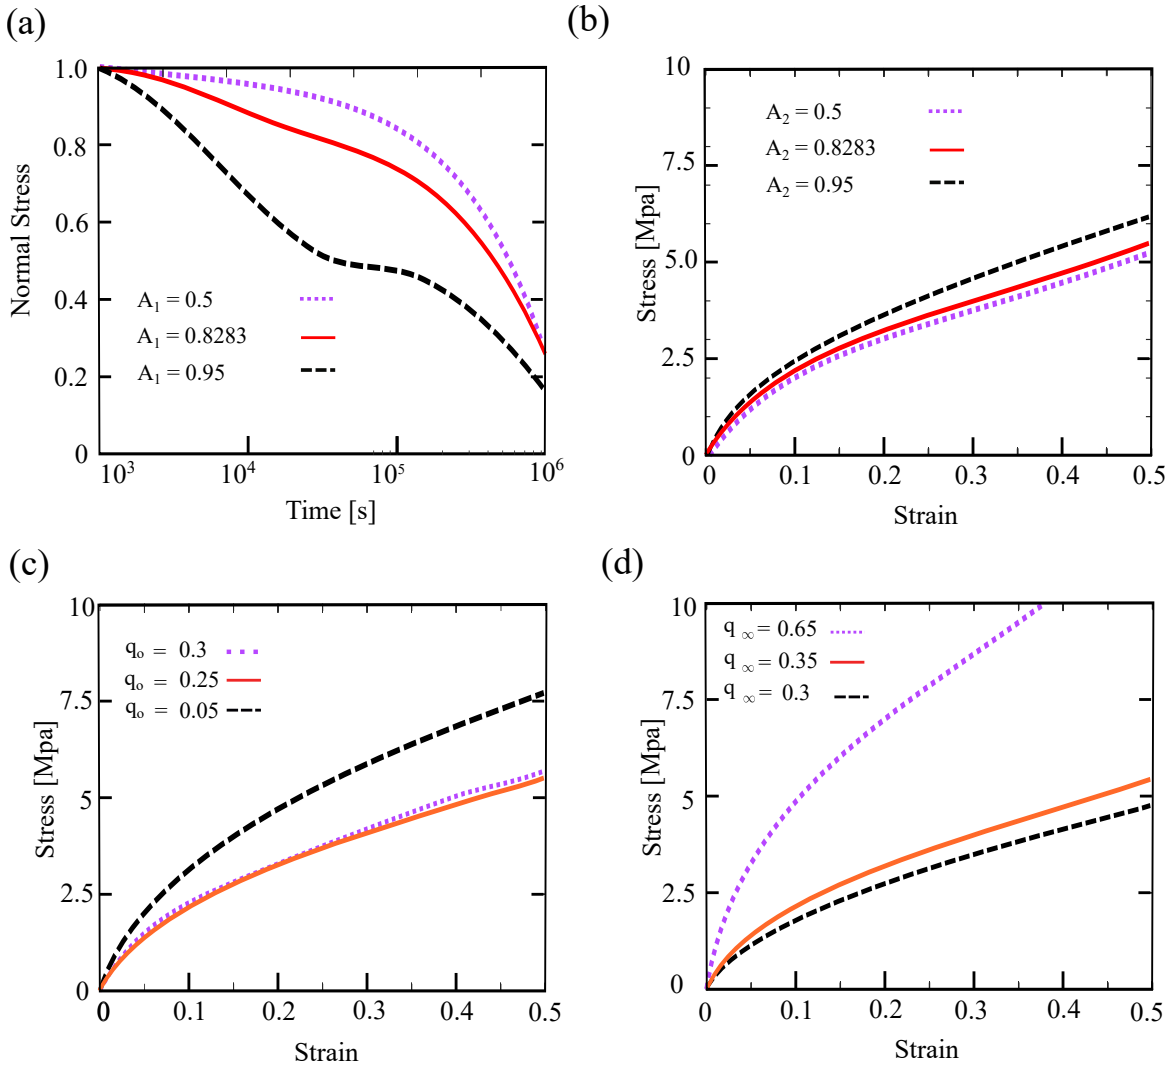 (a)
1.0
0.8
0.6
0.4
0.2
0
Normal Stress
A₁ = 0.5
A₁ = 0.8283
A₁ = 0.95
10³ 10⁴ 10⁵ 10⁶
Time [s]
(b)
10
7.5
5.0
2.5
0
Stress [Mpa]
A₂ = 0.5
A₂ = 0.8283
A₂ = 0.95
0 0.1 0.2 0.3 0.4 0.5
Strain
(c)
10
7.5
5
2.5
0
Stress [Mpa]
qₒ = 0.3
qₒ = 0.25
qₒ = 0.05
0 0.1 0.2 0.3 0.4 0.5
Strain
(d)
10
7.5
5
2.5
0
Stress [Mpa]
q ∞ = 0.65
q ∞ = 0.35
q ∞ = 0.3
0 0.1 0.2 0.3 0.4 0.5
Strain